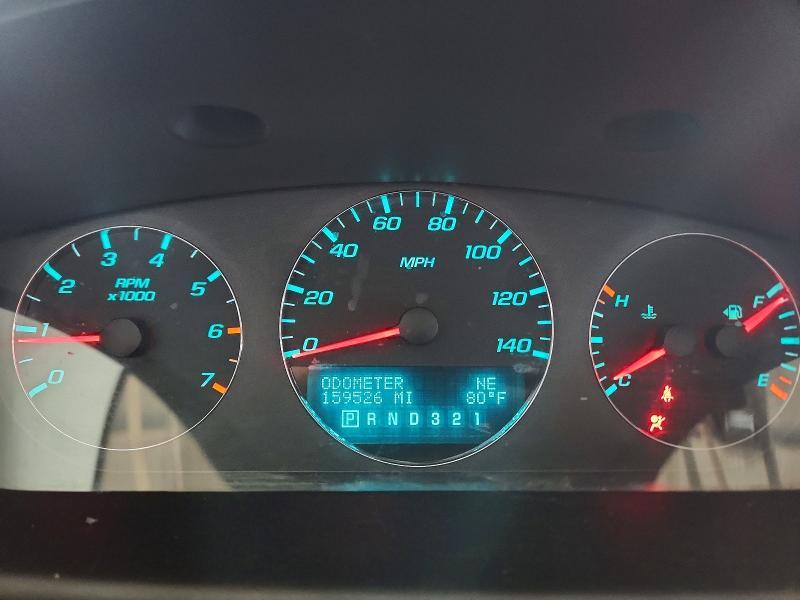 0 1 2 3 4 5 6 7
RPM
x1000
0 20 40 60 80 100 120 140
MPH
ODOMETER NE
159526 MI 80°F
P R N D 3 2 1
H C
F E